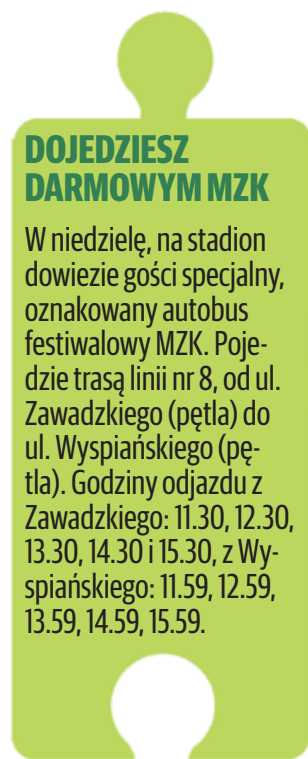 DOJEDZIESZ
DARMOWYM MZK
W niedzielę, na stadion
dowiezie gości specjalny,
oznakowany autobus
festiwalowy MZK. Poje-
dzie trasą linii nr 8, od ul.
Zawadzkiego (pętla) do
ul. Wyspiańskiego (pę-
tla). Godziny odjazdu z
Zawadzkiego: 11.30, 12.30,
13.30, 14.30 i 15.30, z Wy-
spiańskiego: 11.59, 12.59,
13.59, 14.59, 15.59.